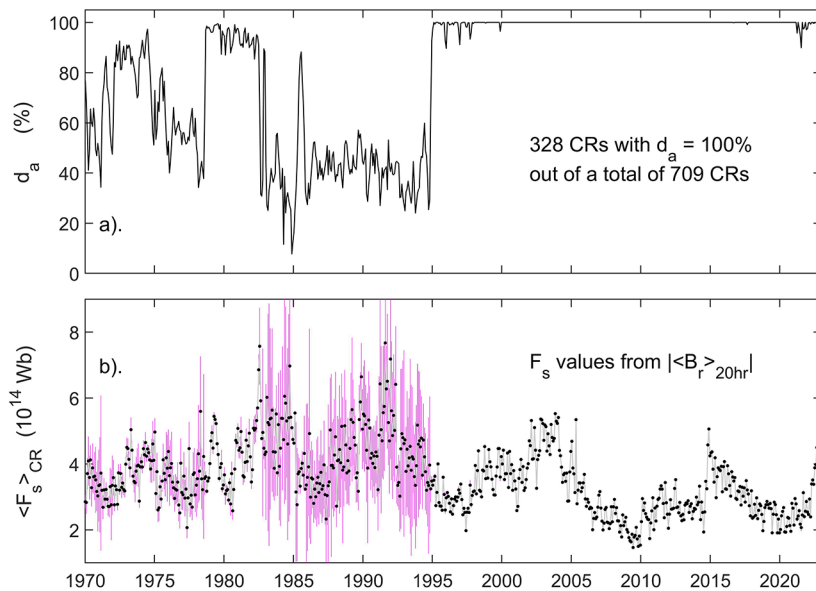 100
80
60
40
20
0
d_a (%)
328 CRs with d_a = 100%
out of a total of 709 CRs
a).
8
6
4
2
<F_s>_CR (10^14 Wb)
b).
F_s values from |<B_r>_20hr|
1970 1975 1980 1985 1990 1995 2000 2005 2010 2015 2020